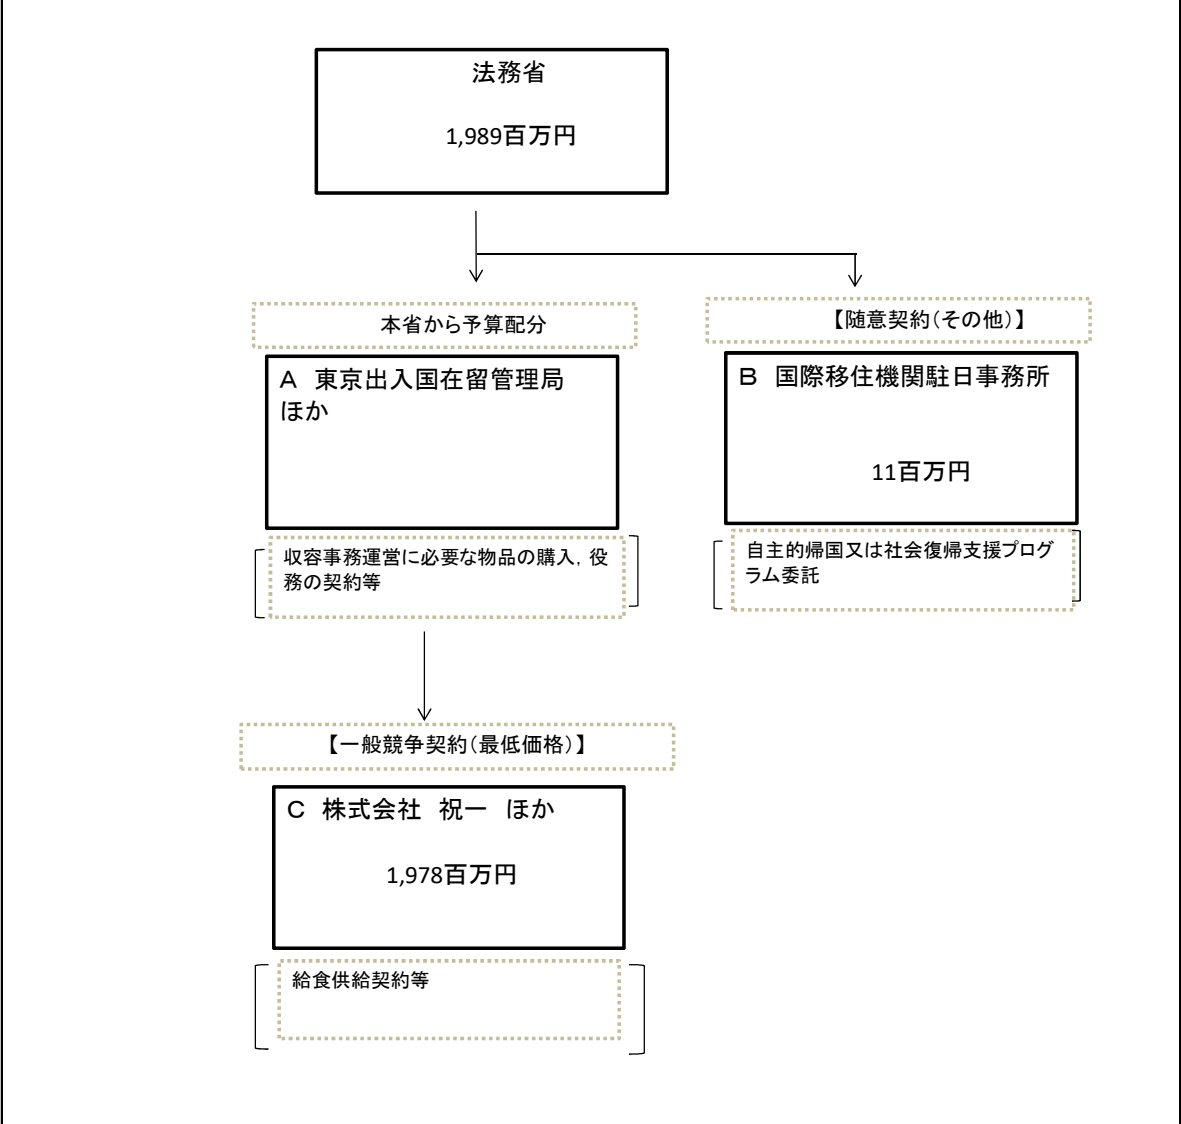 法務省
1,989百万円
本省から予算配分
【随意契約(その他)】
A 東京出入国在留管理局
ほか
B 国際移住機関駐日事務所
11百万円
収容事務運営に必要な物品の購入,役
務の契約等
自主的帰国又は社会復帰支援プログ
ラム委託
【一般競争契約(最低価格)】
C 株式会社 祝一 ほか
1,978百万円
給食供給契約等